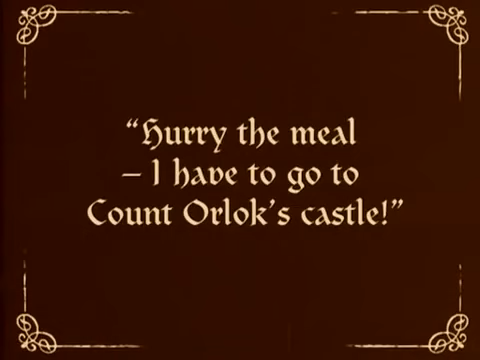 “Hurry the meal
– I have to go to
Count Orlok’s castle!”